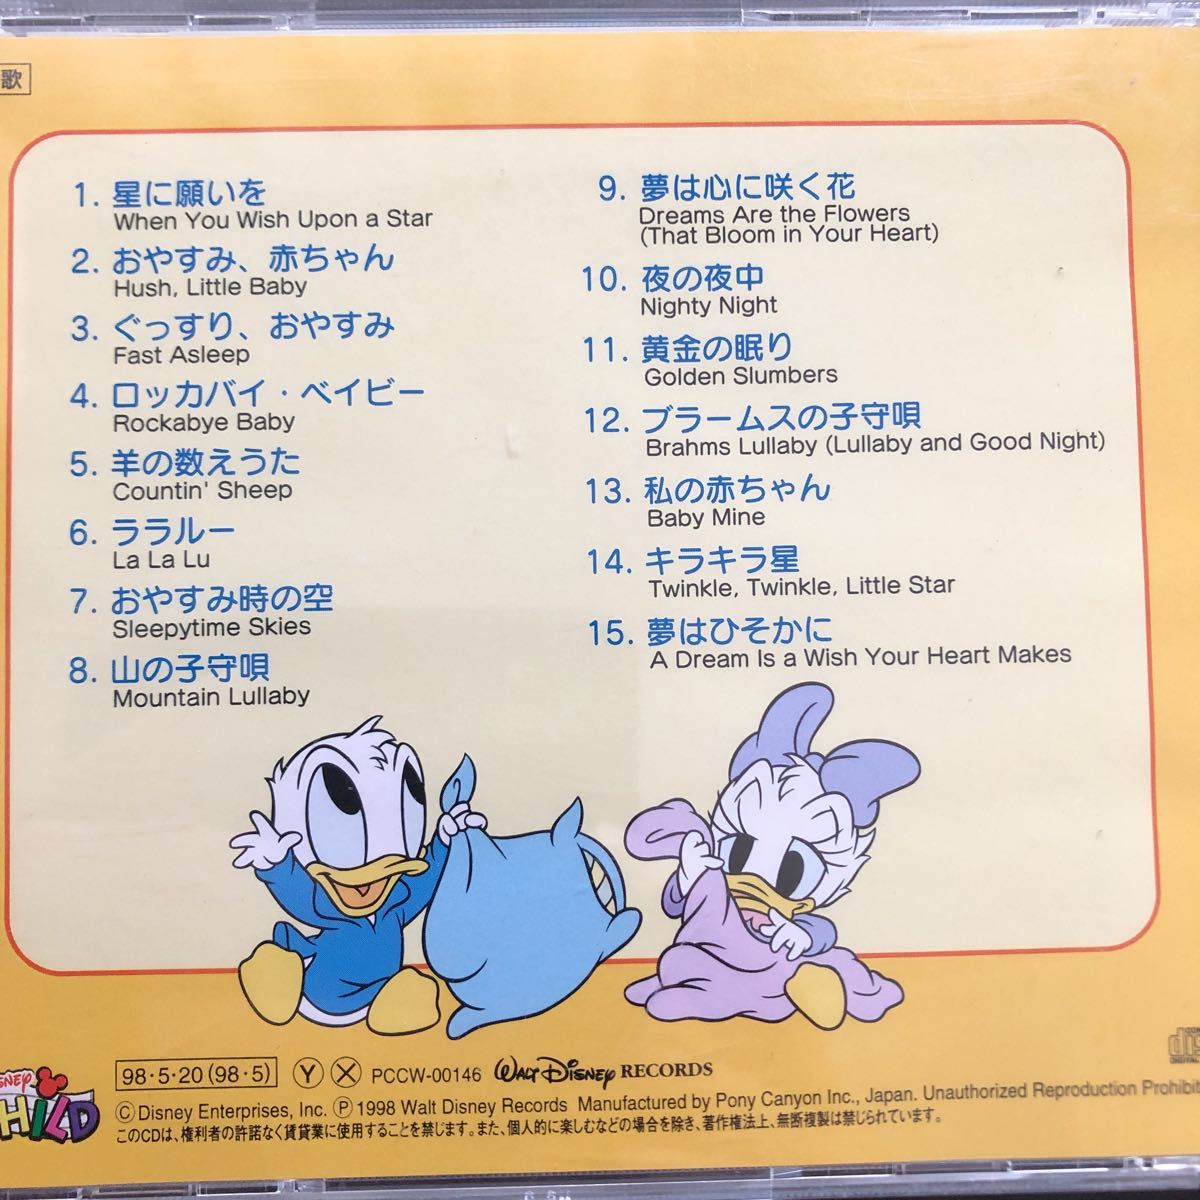 歌
1. 星に願いを
When You Wish Upon a Star
2. おやすみ、赤ちゃん
Hush, Little Baby
3. ぐっすり、おやすみ
Fast Asleep
4. ロッカバイ・ベイビー
Rockabye Baby
5. 羊の数えうた
Countin' Sheep
6. ララルー
La La Lu
7. おやすみ時の空
Sleepytime Skies
8. 山の子守唄
Mountain Lullaby
9. 夢は心に咲く花
Dreams Are the Flowers
(That Bloom in Your Heart)
10. 夜の夜中
Nighty Night
11. 黄金の眠り
Golden Slumbers
12. ブラームスの子守唄
Brahms Lullaby (Lullaby and Good Night)
13. 私の赤ちゃん
Baby Mine
14. キラキラ星
Twinkle, Twinkle, Little Star
15. 夢はひそかに
A Dream Is a Wish Your Heart Makes
98・5・20 (98・5) Ⓨ Ⓧ PCCW-00146 WALT DISNEY RECORDS
Ⓒ Disney Enterprises, Inc. Ⓟ 1998 Walt Disney Records Manufactured by Pony Canyon Inc., Japan. Unauthorized Reproduction Prohibit
このCDは、権利者の許諾なく賃貸業に使用することを禁じます。また、個人的に楽しむなどの場合を除き、著作権法上、無断複製は禁じられています。